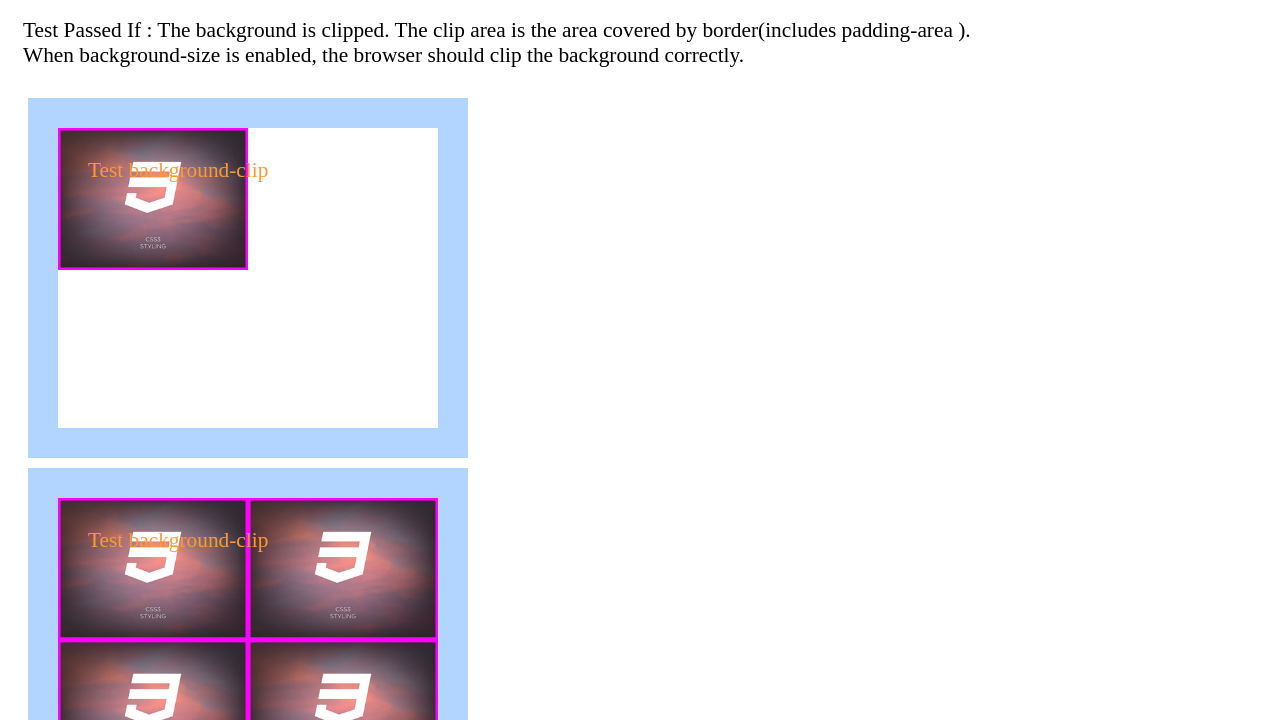 Test Passed If : The background is clipped. The clip area is the area covered by border(includes padding-area ).
When background-size is enabled, the browser should clip the background correctly.
Test background-clip
CSS3
STYLING
Test background-clip
CSS3
STYLING
CSS3
STYLING